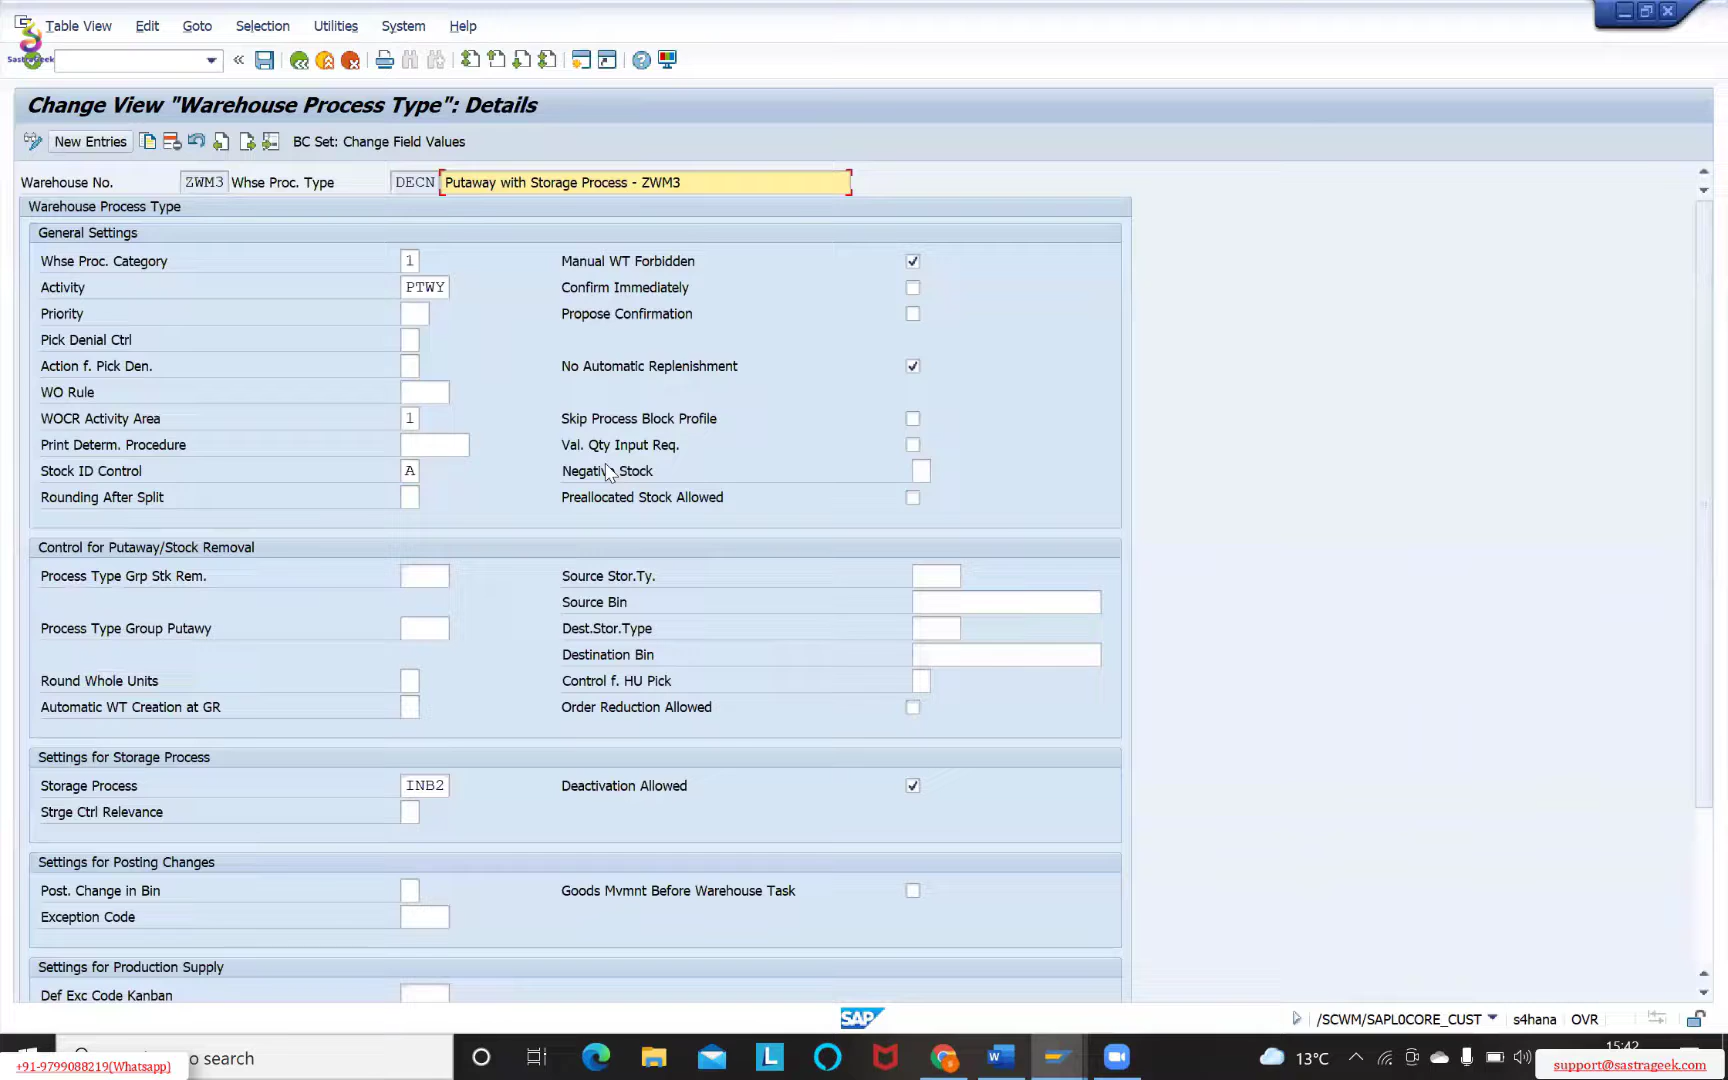 Table View Edit Goto Selection Utilities System Help
SastraGeek
Change View "Warehouse Process Type": Details
New Entries BC Set: Change Field Values
Warehouse No. ZWM3 Whse Proc. Type DECN Putaway with Storage Process - ZWM3
Warehouse Process Type
General Settings
Whse Proc. Category 1 Manual WT Forbidden
Activity PTWY Confirm Immediately
Priority Propose Confirmation
Pick Denial Ctrl
Action f. Pick Den. No Automatic Replenishment
WO Rule
WOCR Activity Area 1 Skip Process Block Profile
Print Determ. Procedure Val. Qty Input Req.
Stock ID Control A Negative Stock
Rounding After Split Preallocated Stock Allowed
Control for Putaway/Stock Removal
Process Type Grp Stk Rem. Source Stor.Ty.
Source Bin
Process Type Group Putawy Dest.Stor.Type
Destination Bin
Round Whole Units Control f. HU Pick
Automatic WT Creation at GR Order Reduction Allowed
Settings for Storage Process
Storage Process INB2 Deactivation Allowed
Strge Ctrl Relevance
Settings for Posting Changes
Post. Change in Bin Goods Mvmnt Before Warehouse Task
Exception Code
Settings for Production Supply
Def Exc Code Kanban
SAP /SCWM/SAPL0CORE_CUST s4hana OVR
o search 13°C 15:42
+91-9799088219(Whatsapp) support@sastrageek.com